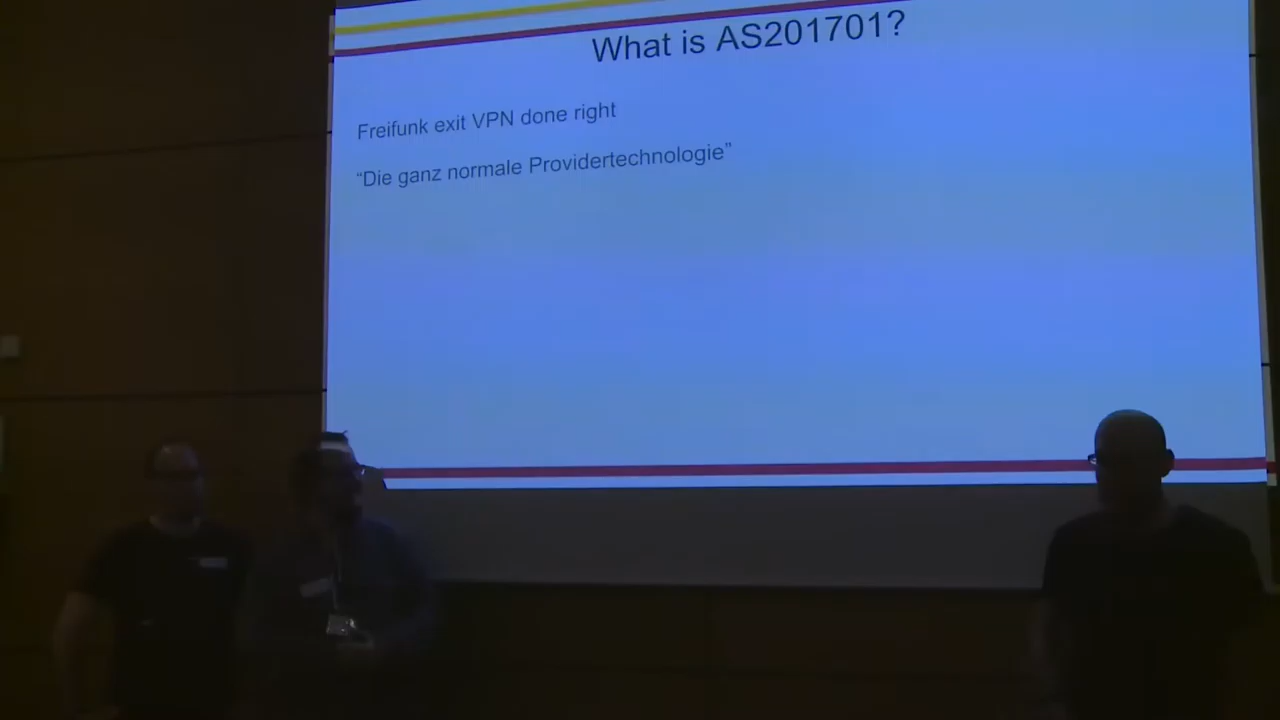 What is AS201701?
Freifunk exit VPN done right
“Die ganz normale Providertechnologie”